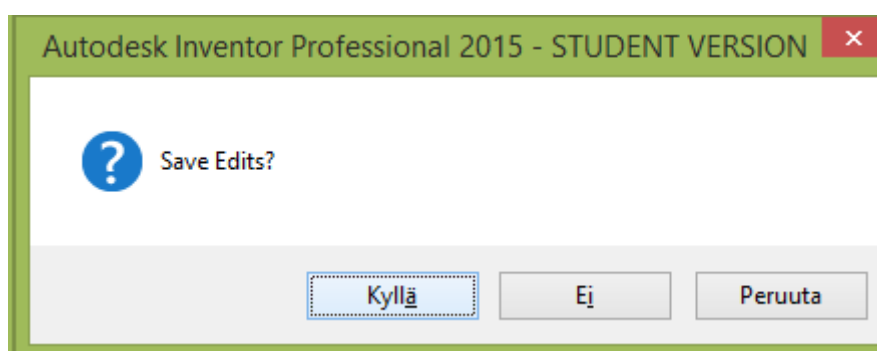 Autodesk Inventor Professional 2015 - STUDENT VERSION
Save Edits?
Kyllä
Ei
Peruuta